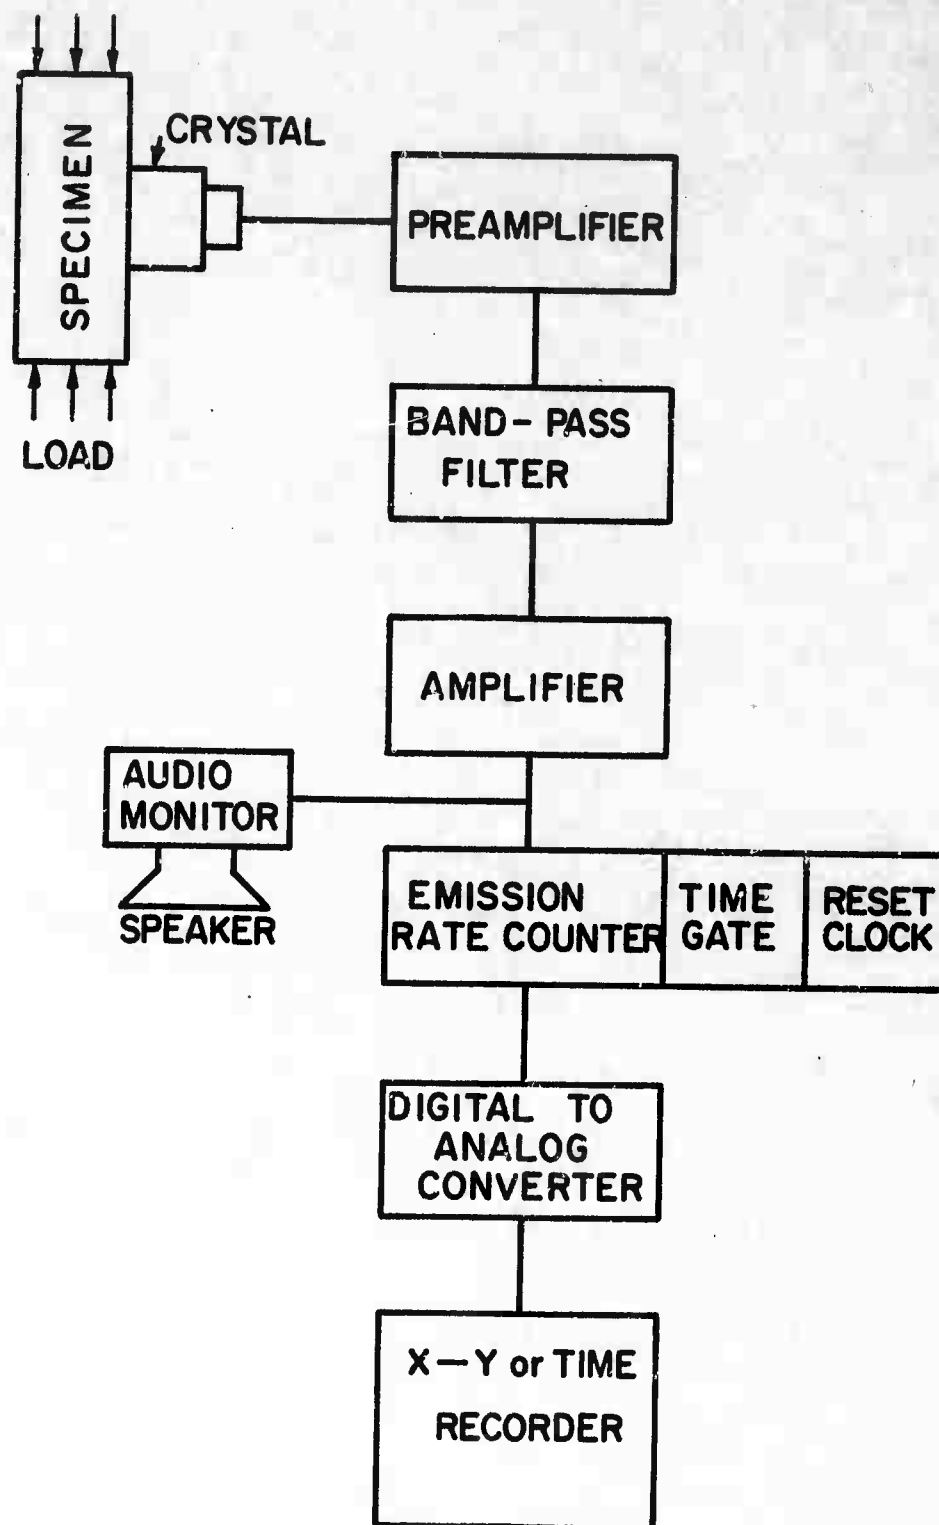 CRYSTAL
SPECIMEN
LOAD
PREAMPLIFIER
BAND-PASS
FILTER
AMPLIFIER
AUDIO
MONITOR
SPEAKER
EMISSION
RATE COUNTER
TIME
GATE
RESET
CLOCK
DIGITAL TO
ANALOG
CONVERTER
X-Y or TIME
RECORDER